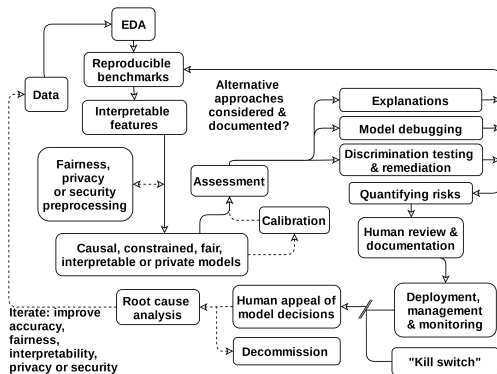 EDA
Reproducible
benchmarks
Data
Interpretable
features
Alternative
approaches
considered &
documented?
Explanations
Model debugging
Discrimination testing
& remediation
Fairness,
privacy
or security
preprocessing
Assessment
Quantifying risks
Calibration
Human review &
documentation
Causal, constrained, fair,
interpretable or private models
Root cause
analysis
Human appeal of
model decisions
Deployment,
management
& monitoring
Iterate: improve
accuracy,
fairness,
interpretability,
privacy or security
Decommission
"Kill switch"